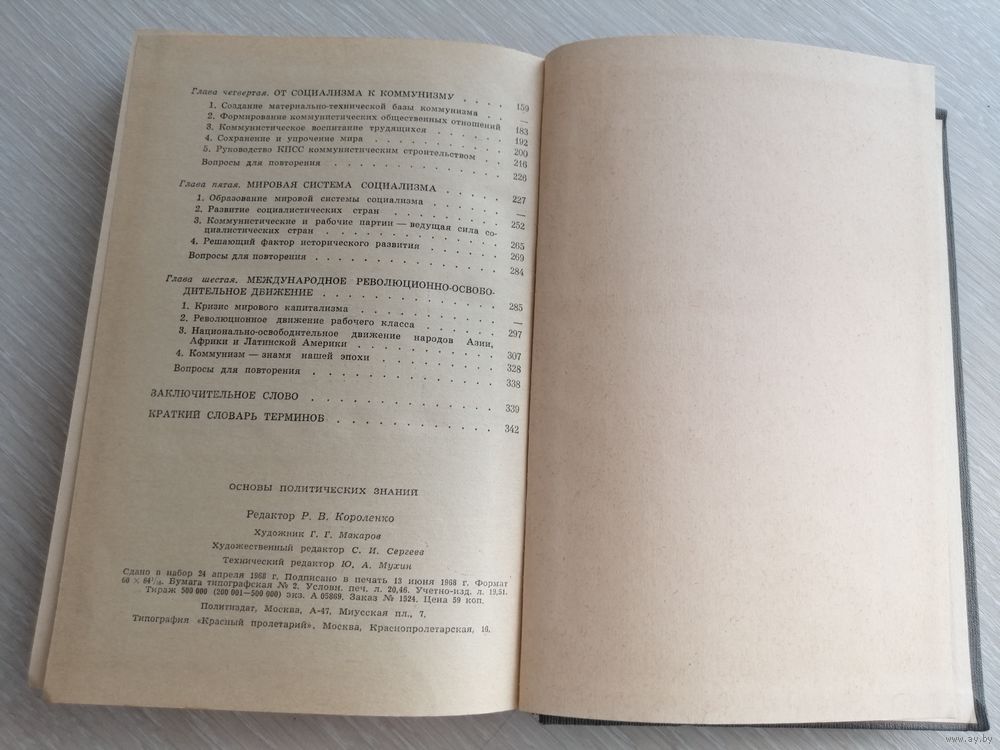 Глава четвертая. ОТ СОЦИАЛИЗМА К КОММУНИЗМУ . . . . 159
1. Создание материально-технической базы коммунизма . . —
2. Формирование коммунистических общественных отношений 183
3. Коммунистическое воспитание трудящихся . . . . . . 192
4. Сохранение и упрочение мира . . . . . . . . . 200
5. Руководство КПСС коммунистическим строительством . . 216
Вопросы для повторения . . . . . . . . . . . . 226
Глава пятая. МИРОВАЯ СИСТЕМА СОЦИАЛИЗМА . . . . . 227
1. Образование мировой системы социализма . . . . . . —
2. Развитие социалистических стран . . . . . . . . 252
3. Коммунистические и рабочие партии — ведущая сила со-
циалистических стран . . . . . . . . . . . . 265
4. Решающий фактор исторического развития . . . . . . 269
Вопросы для повторения . . . . . . . . . . . . 284
Глава шестая. МЕЖДУНАРОДНОЕ РЕВОЛЮЦИОННО-ОСВОБО-
ДИТЕЛЬНОЕ ДВИЖЕНИЕ . . . . . . . . . . . . 285
1. Кризис мирового капитализма . . . . . . . . . —
2. Революционное движение рабочего класса . . . . . . 297
3. Национально-освободительное движение народов Азии,
Африки и Латинской Америки . . . . . . . . . 307
4. Коммунизм — знамя нашей эпохи . . . . . . . . 328
Вопросы для повторения . . . . . . . . . . . . 338
ЗАКЛЮЧИТЕЛЬНОЕ СЛОВО . . . . . . . . . . . . 339
КРАТКИЙ СЛОВАРЬ ТЕРМИНОВ . . . . . . . . . . . 342
ОСНОВЫ ПОЛИТИЧЕСКИХ ЗНАНИЙ
Редактор Р. В. Короленко
Художник Г. Г. Макаров
Художественный редактор С. И. Сергеев
Технический редактор Ю. А. Мухин
Сдано в набор 24 апреля 1968 г. Подписано в печать 13 июня 1968 г. Формат
60 × 84¹/₁₆. Бумага типографская № 2. Условн. печ. л. 20,46. Учетно-изд. л. 19,51.
Тираж 500 000 (200 001—500 000) экз. А 05869. Заказ № 1524. Цена 59 коп.
Политиздат, Москва, А-47, Миусская пл., 7.
Типография «Красный пролетарий», Москва, Краснопролетарская, 16.
www.ay.by